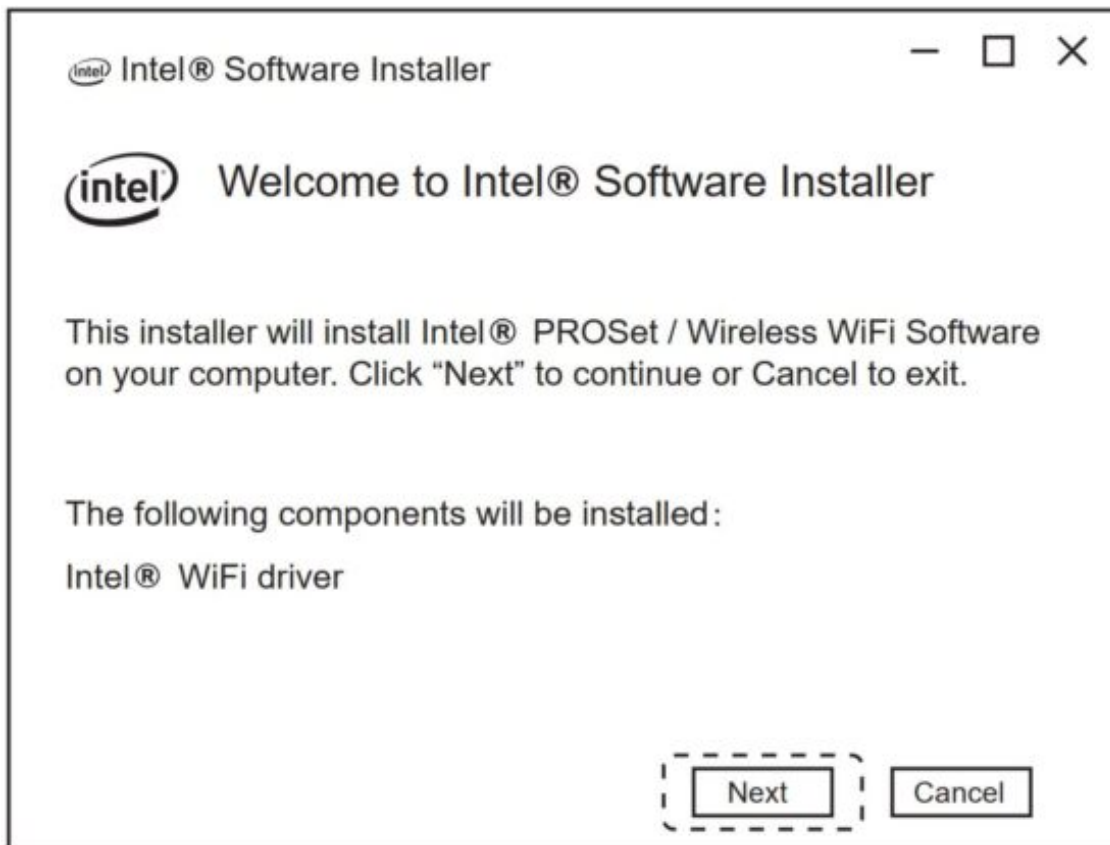 intel Intel® Software Installer
intel Welcome to Intel® Software Installer
This installer will install Intel® PROSet / Wireless WiFi Software
on your computer. Click “Next” to continue or Cancel to exit.
The following components will be installed:
Intel® WiFi driver
Next Cancel